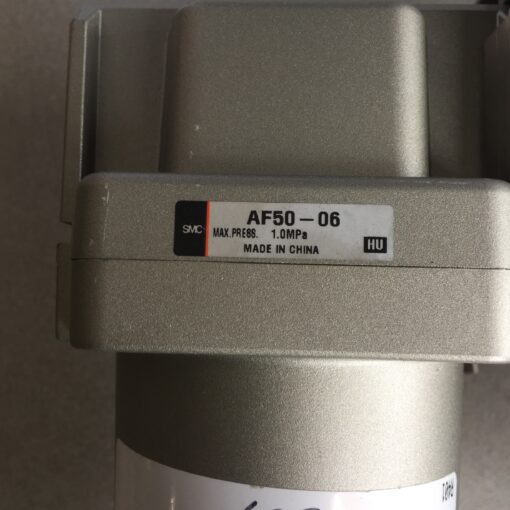 SMC
AF50-06
MAX.PRESS. 1.0MPa
MADE IN CHINA
HU